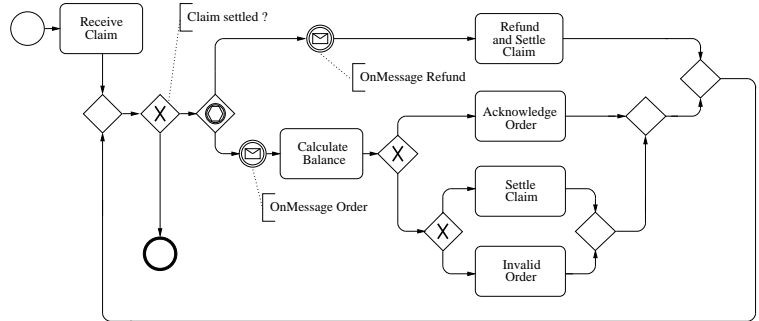 Receive
Claim
Claim settled ?
Refund
and Settle
Claim
OnMessage Refund
Acknowledge
Order
Calculate
Balance
Settle
Claim
OnMessage Order
Invalid
Order
X
X
X